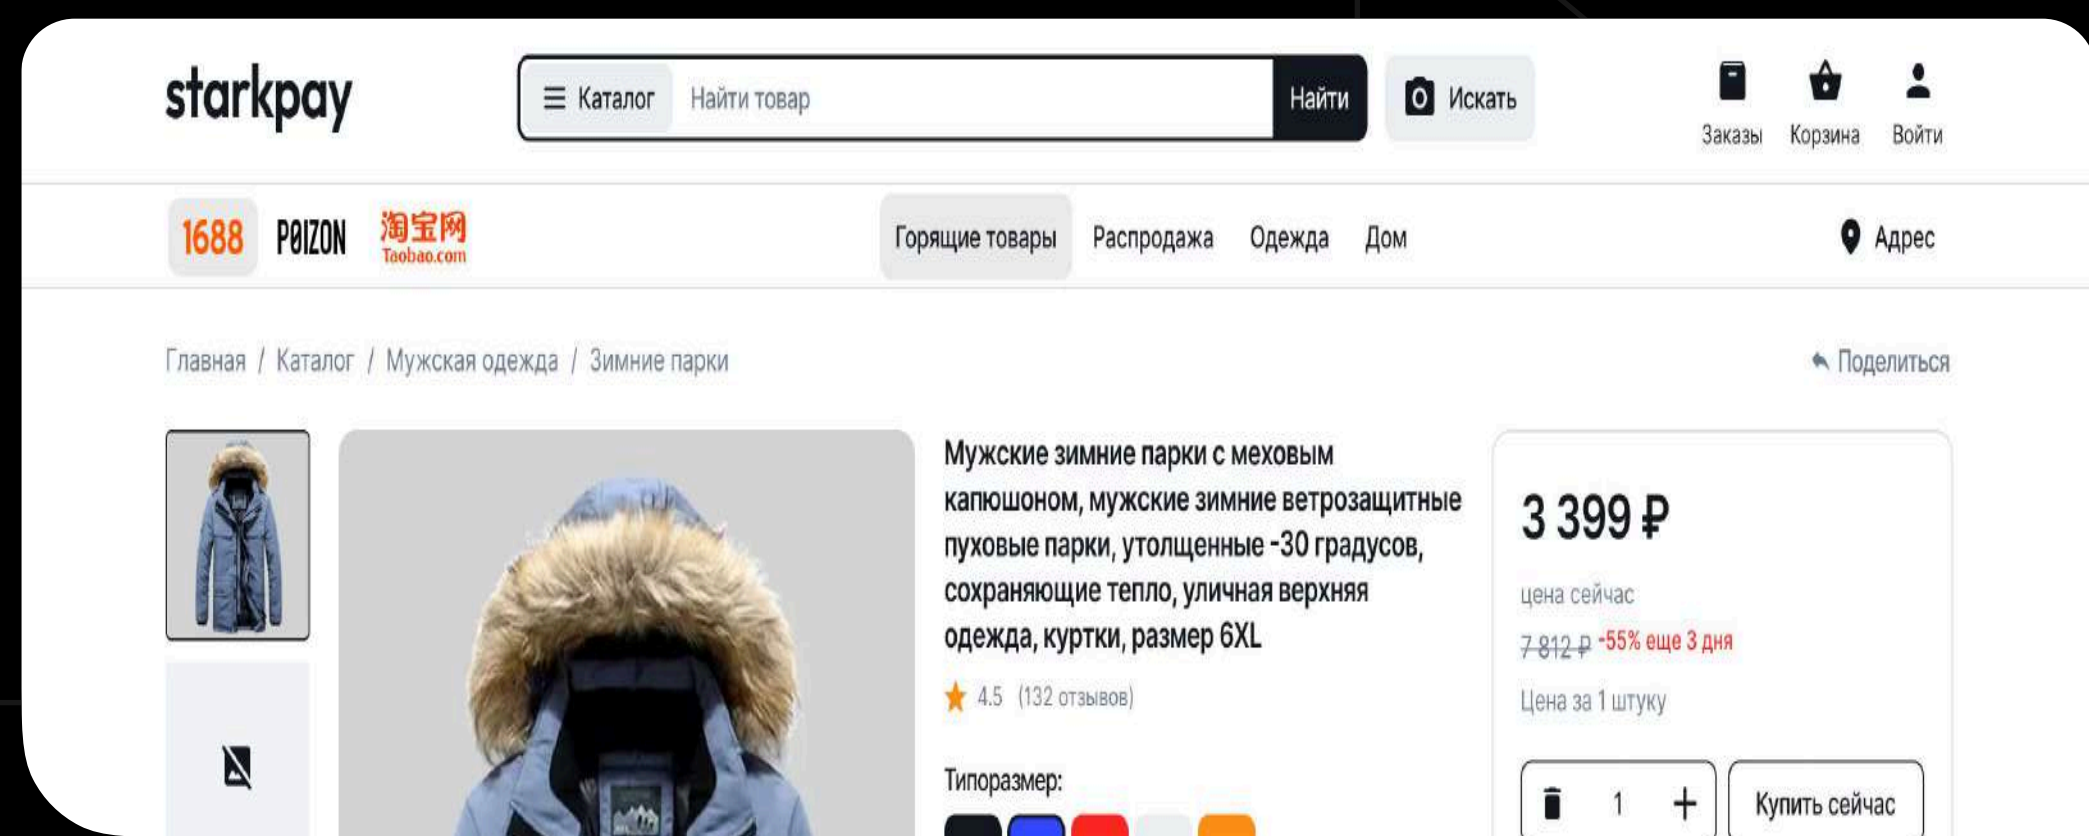 starkpay
Каталог
Найти товар
Найти
Искать
Заказы
Корзина
Войти
1688
POIZON
淘宝网
Taobao.com
Горящие товары
Распродажа
Одежда
Дом
Адрес
Главная / Каталог / Мужская одежда / Зимние парки
Поделиться
Мужские зимние парки с меховым
капюшоном, мужские зимние ветрозащитные
пуховые парки, утолщенные -30 градусов,
сохраняющие тепло, уличная верхняя
одежда, куртки, размер 6XL
4.5 (132 отзывов)
Типоразмер:
3 399 ₽
цена сейчас
7 812 ₽ -55% еще 3 дня
Цена за 1 штуку
1
Купить сейчас